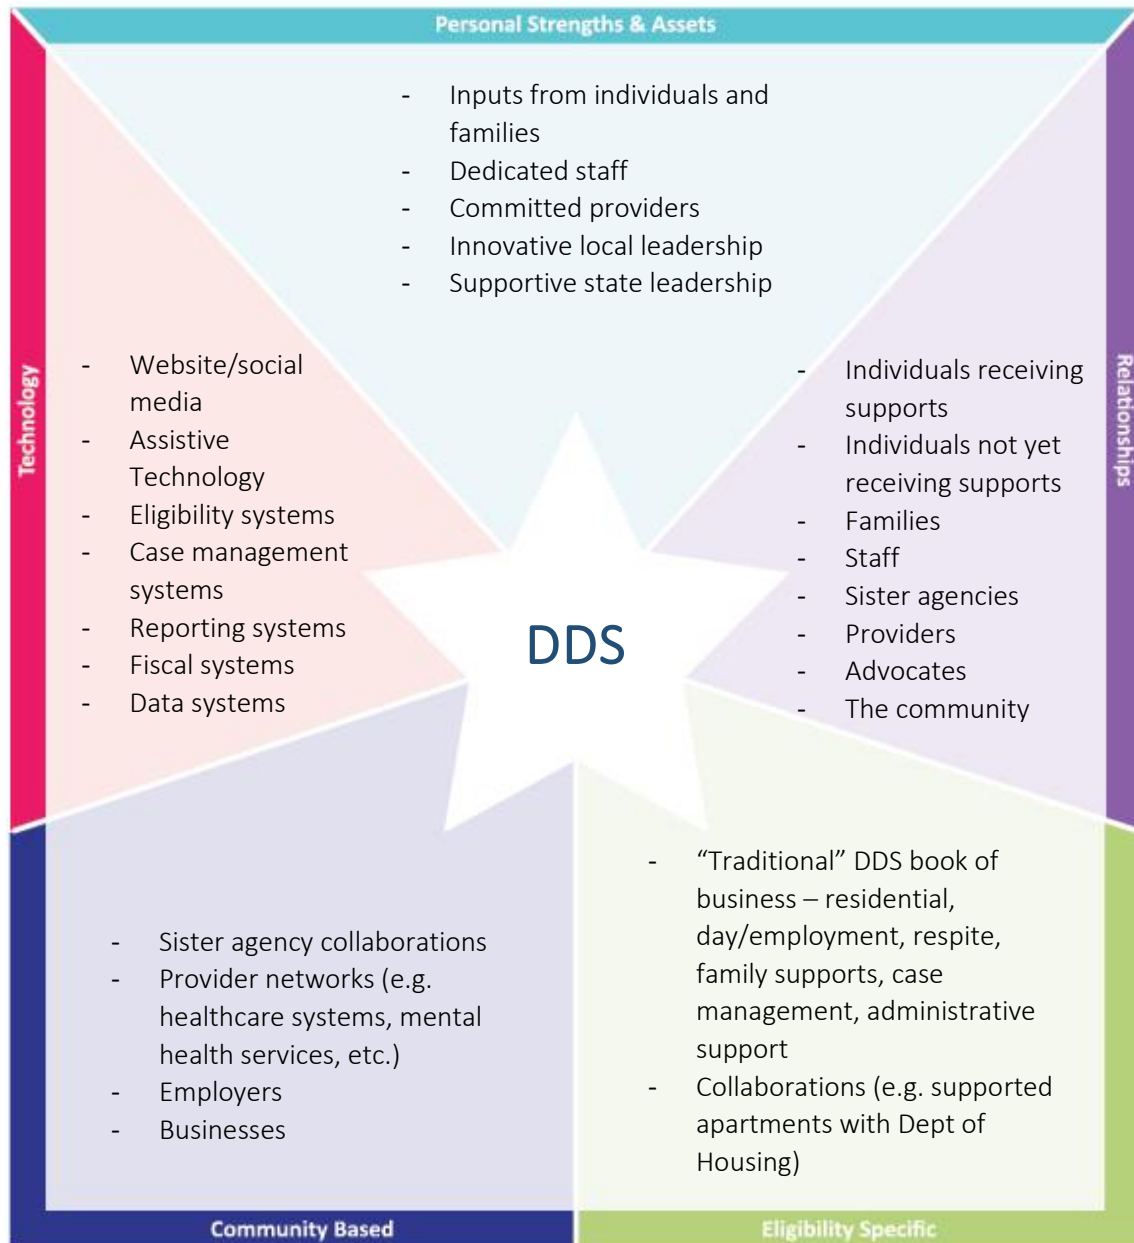 Personal Strengths & Assets
- Inputs from individuals and
families
- Dedicated staff
- Committed providers
- Innovative local leadership
- Supportive state leadership
Technology
- Website/social
media
- Assistive
Technology
- Eligibility systems
- Case management
systems
- Reporting systems
- Fiscal systems
- Data systems
DDS
Relationships
- Individuals receiving
supports
- Individuals not yet
receiving supports
- Families
- Staff
- Sister agencies
- Providers
- Advocates
- The community
- Sister agency collaborations
- Provider networks (e.g.
healthcare systems, mental
health services, etc.)
- Employers
- Businesses
Community Based
- “Traditional” DDS book of
business – residential,
day/employment, respite,
family supports, case
management, administrative
support
- Collaborations (e.g. supported
apartments with Dept of
Housing)
Eligibility Specific